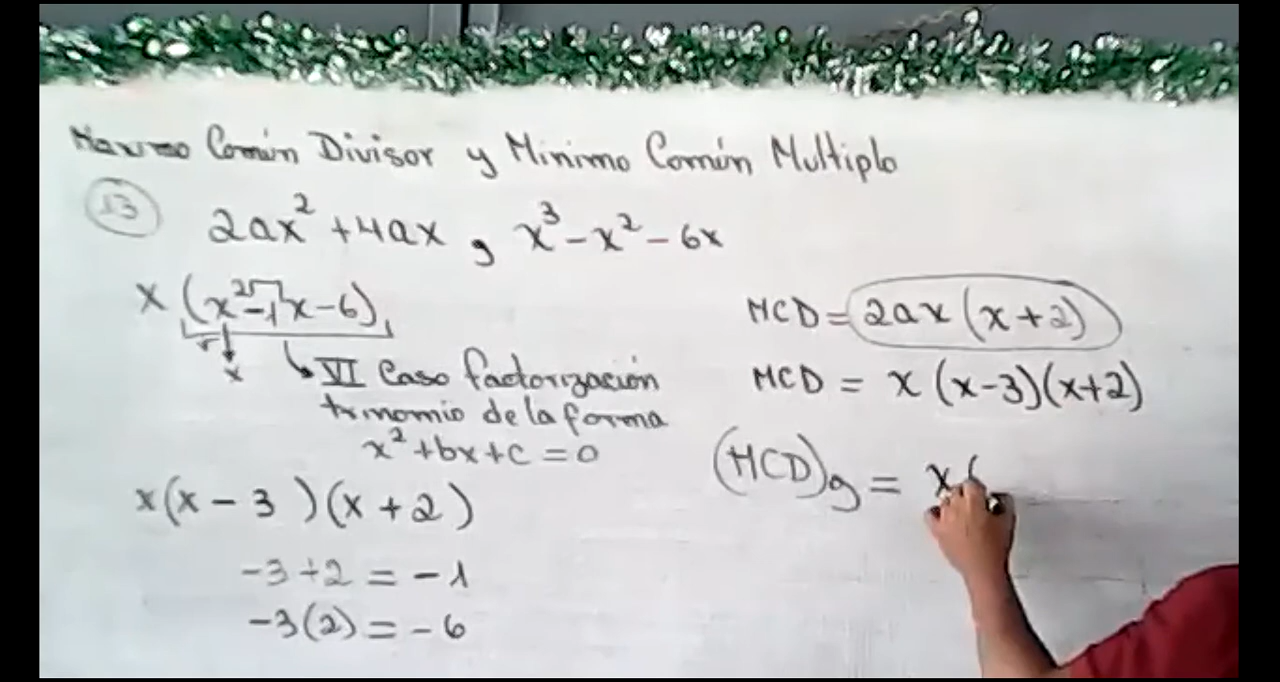 Maximo Común Divisor y Minimo Común Multiplo
13 2ax² + 4ax , x³ - x² - 6x
x (x² - 1x - 6)
x
VI Caso factorización
trinomio de la forma
x² + bx + c = 0
x(x - 3)(x + 2)
-3 + 2 = -1
-3(2) = -6
MCD = 2ax (x + 2)
MCD = x (x - 3)(x + 2)
(MCD)g = x(